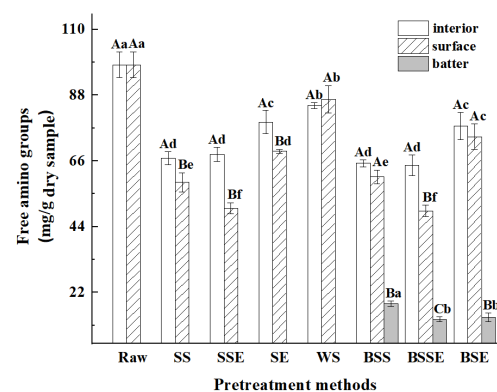 Free amino groups
(mg/g dry sample)
110
88
66
44
22
interior
surface
batter
Aa Aa
Ad Be
Ad Bf
Ac Bd
Ab Ab
Ad Ae Ba
Ad Bf Cb
Ac Ac Bb
Raw SS SSE SE WS BSS BSSE BSE
Pretreatment methods